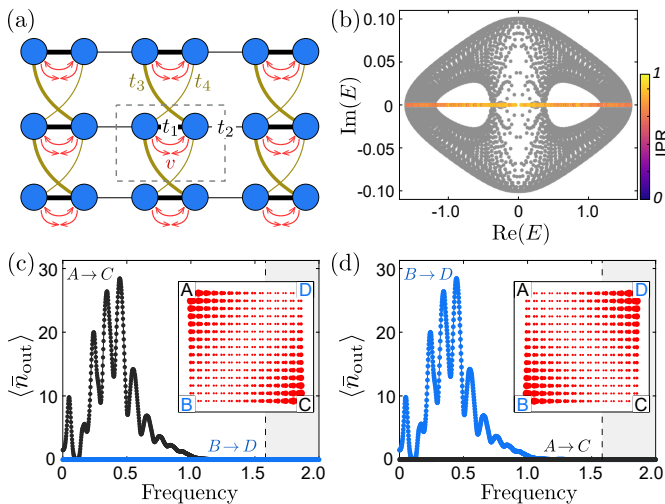 (a)
t3 t4
t1 t2
v
(b)
Im(E)
0.10
0.05
0
-0.05
-0.10
-1.0 0 1.0
Re(E)
1
IPR
0
(c)
⟨n̄out⟩
30
20
10
0
A→C
A D
B C
B→D
0 0.5 1.0 1.5 2.0
Frequency
(d)
⟨n̄out⟩
30
20
10
0
B→D
A D
B C
A→C
0 0.5 1.0 1.5 2.0
Frequency